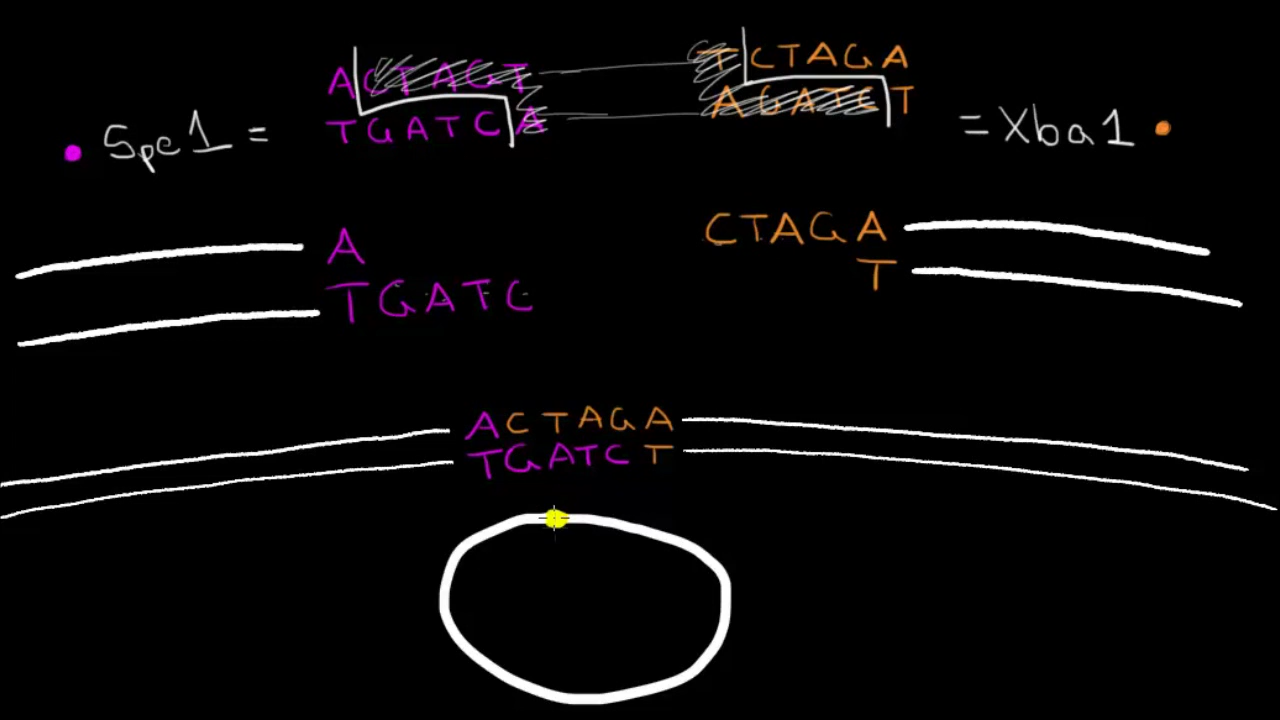 ACTAGT TCTAGA
Spe1 = TGATCA AGATCT = Xba1
A CTAGA
TGATC T
ACTAGA
TGATCT